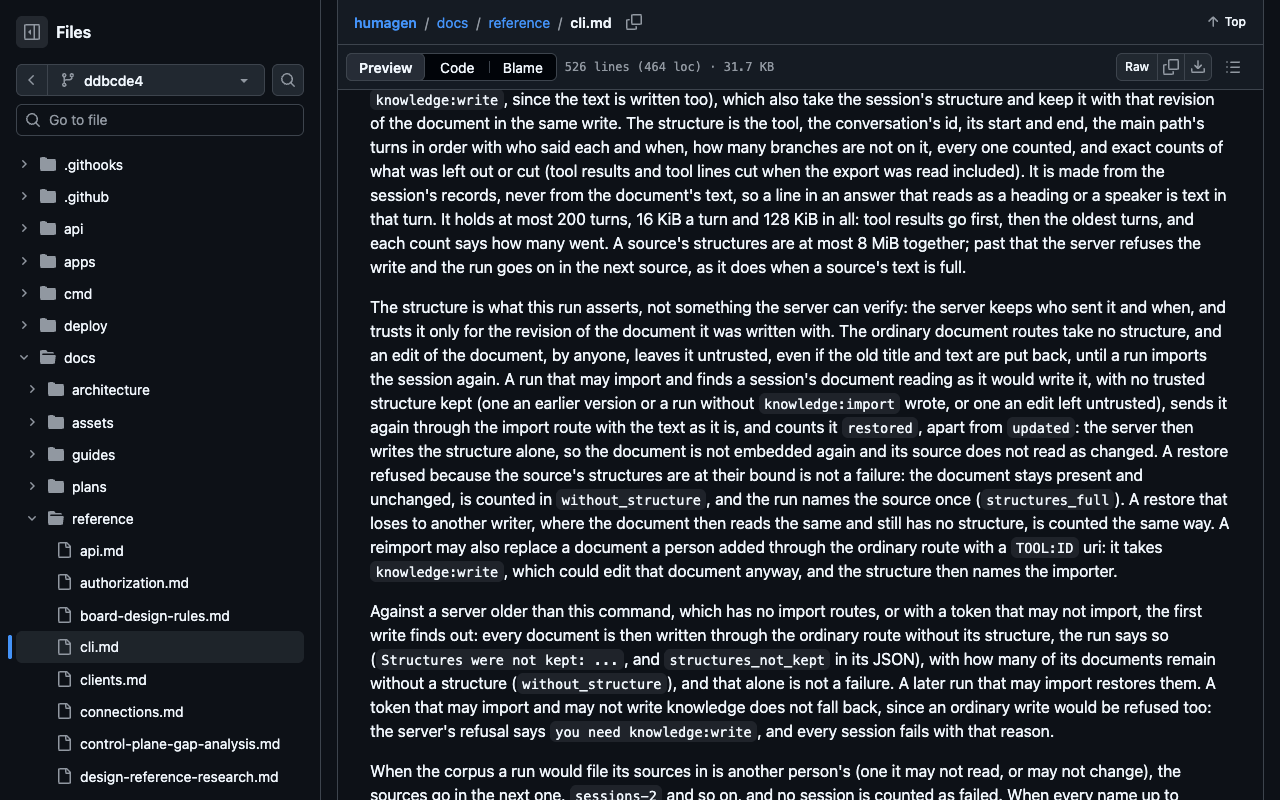 Files
ddbcde4
Go to file
.githooks
.github
api
apps
cmd
deploy
docs
architecture
assets
guides
plans
reference
api.md
authorization.md
board-design-rules.md
cli.md
clients.md
connections.md
control-plane-gap-analysis.md
design-reference-research.md
humagen / docs / reference / cli.md
Top
Preview Code Blame 526 lines (464 loc) · 31.7 KB
Raw
knowledge:write , since the text is written too), which also take the session's structure and keep it with that revision
of the document in the same write. The structure is the tool, the conversation's id, its start and end, the main path's
turns in order with who said each and when, how many branches are not on it, every one counted, and exact counts of
what was left out or cut (tool results and tool lines cut when the export was read included). It is made from the
session's records, never from the document's text, so a line in an answer that reads as a heading or a speaker is text in
that turn. It holds at most 200 turns, 16 KiB a turn and 128 KiB in all: tool results go first, then the oldest turns, and
each count says how many went. A source's structures are at most 8 MiB together; past that the server refuses the
write and the run goes on in the next source, as it does when a source's text is full.
The structure is what this run asserts, not something the server can verify: the server keeps who sent it and when, and
trusts it only for the revision of the document it was written with. The ordinary document routes take no structure, and
an edit of the document, by anyone, leaves it untrusted, even if the old title and text are put back, until a run imports
the session again. A run that may import and finds a session's document reading as it would write it, with no trusted
structure kept (one an earlier version or a run without knowledge:import wrote, or one an edit left untrusted), sends it
again through the import route with the text as it is, and counts it restored , apart from updated : the server then
writes the structure alone, so the document is not embedded again and its source does not read as changed. A restore
refused because the source's structures are at their bound is not a failure: the document stays present and
unchanged, is counted in without_structure , and the run names the source once ( structures_full ). A restore that
loses to another writer, where the document then reads the same and still has no structure, is counted the same way. A
reimport may also replace a document a person added through the ordinary route with a TOOL:ID uri: it takes
knowledge:write , which could edit that document anyway, and the structure then names the importer.
Against a server older than this command, which has no import routes, or with a token that may not import, the first
write finds out: every document is then written through the ordinary route without its structure, the run says so
( Structures were not kept: ... , and structures_not_kept in its JSON), with how many of its documents remain
without a structure ( without_structure ), and that alone is not a failure. A later run that may import restores them. A
token that may import and may not write knowledge does not fall back, since an ordinary write would be refused too:
the server's refusal says you need knowledge:write , and every session fails with that reason.
When the corpus a run would file its sources in is another person's (one it may not read, or may not change), the
sources go in the next one, sessions-2 and so on, and no session is counted as failed. When every name up to